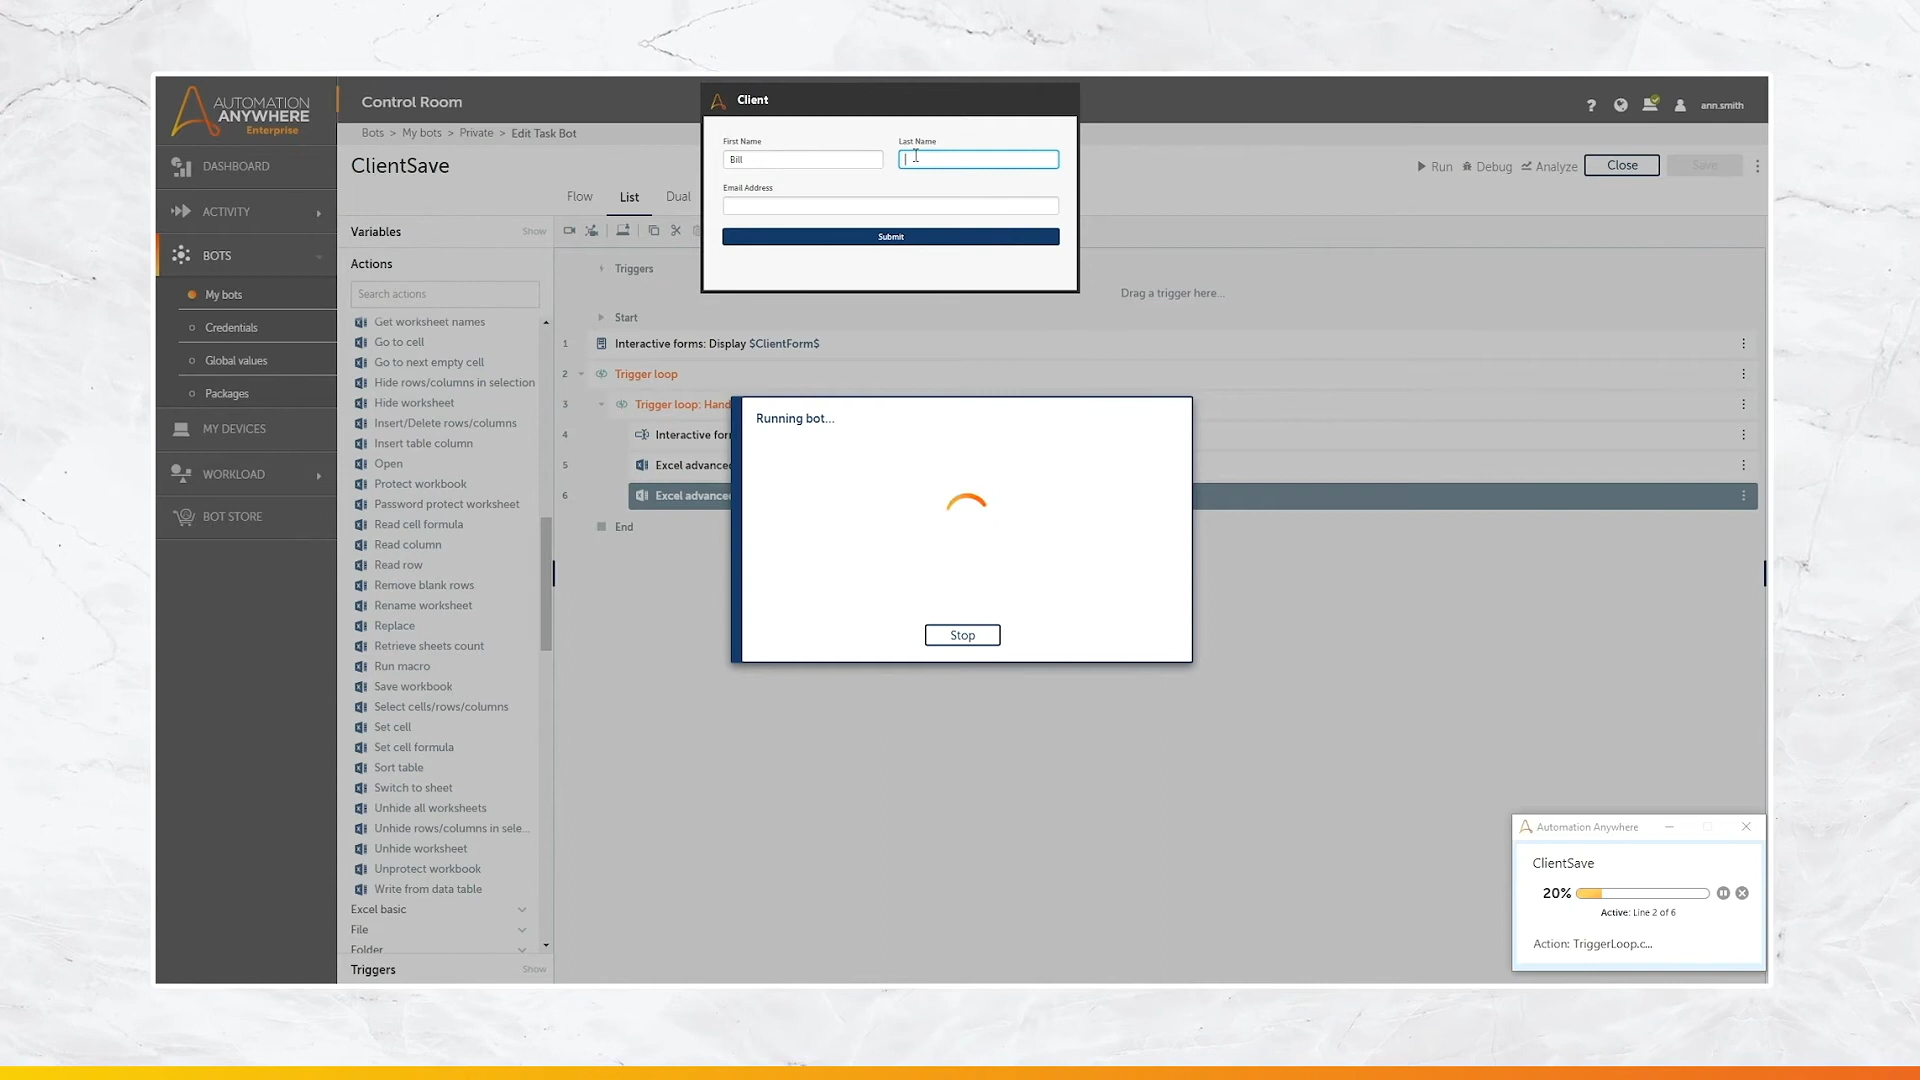 AUTOMATION
ANYWHERE
Enterprise
Control Room
ann.smith
Bots > My bots > Private > Edit Task Bot
ClientSave
Run
Debug
Analyze
Close
Save
Flow
List
Dual
DASHBOARD
ACTIVITY
BOTS
My bots
Credentials
Global values
Packages
MY DEVICES
WORKLOAD
BOT STORE
Variables
Show
Actions
Search actions
Get worksheet names
Go to cell
Go to next empty cell
Hide rows/columns in selection
Hide worksheet
Insert/Delete rows/columns
Insert table column
Open
Protect workbook
Password protect worksheet
Read cell formula
Read column
Read row
Remove blank rows
Rename worksheet
Replace
Retrieve sheets count
Run macro
Save workbook
Select cells/rows/columns
Set cell
Set cell formula
Sort table
Switch to sheet
Unhide all worksheets
Unhide rows/columns in sele...
Unhide worksheet
Unprotect workbook
Write from data table
Excel basic
File
Folder
Triggers
Show
Triggers
Drag a trigger here...
Start
1 Interactive forms: Display $ClientForm$
2 Trigger loop
3 Trigger loop: Hand
4 Interactive for
5 Excel advanced
6 Excel advanced
End
Client
First Name
Last Name
Bill
Email Address
Submit
Running bot...
Stop
Automation Anywhere
ClientSave
20%
Active: Line 2 of 6
Action: TriggerLoop.c...